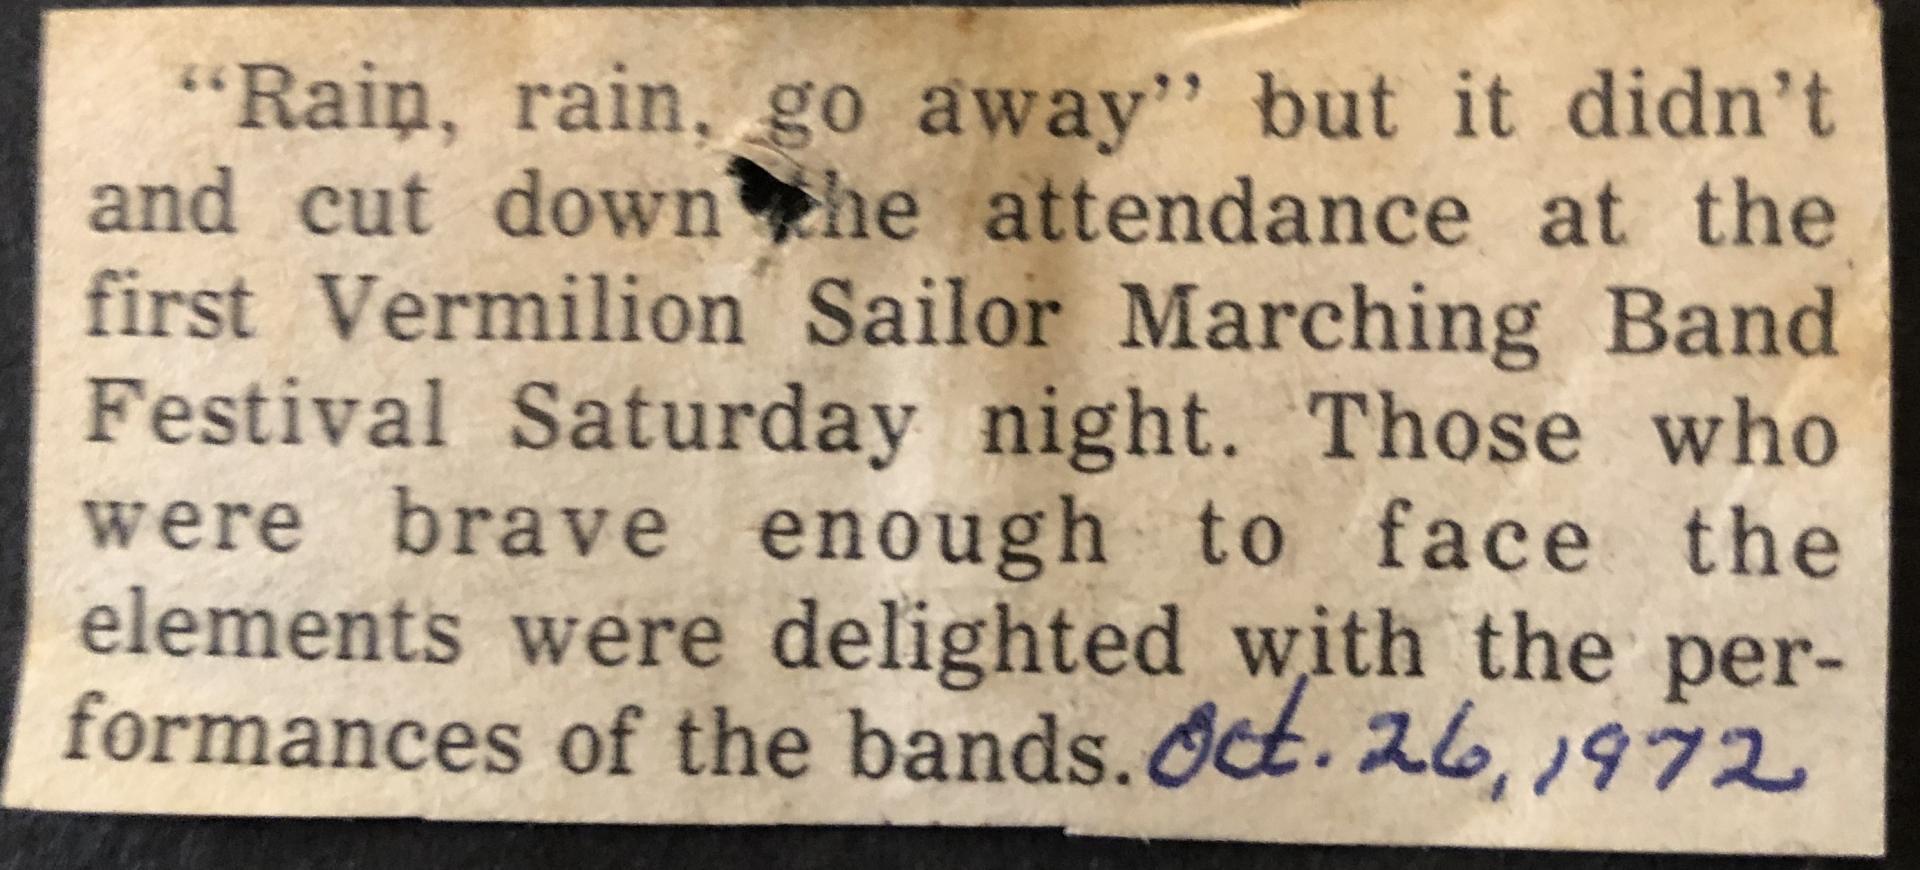 “Rain, rain, go away” but it didn’t
and cut down the attendance at the
first Vermilion Sailor Marching Band
Festival Saturday night. Those who
were brave enough to face the
elements were delighted with the per-
formances of the bands. Oct. 26, 1972